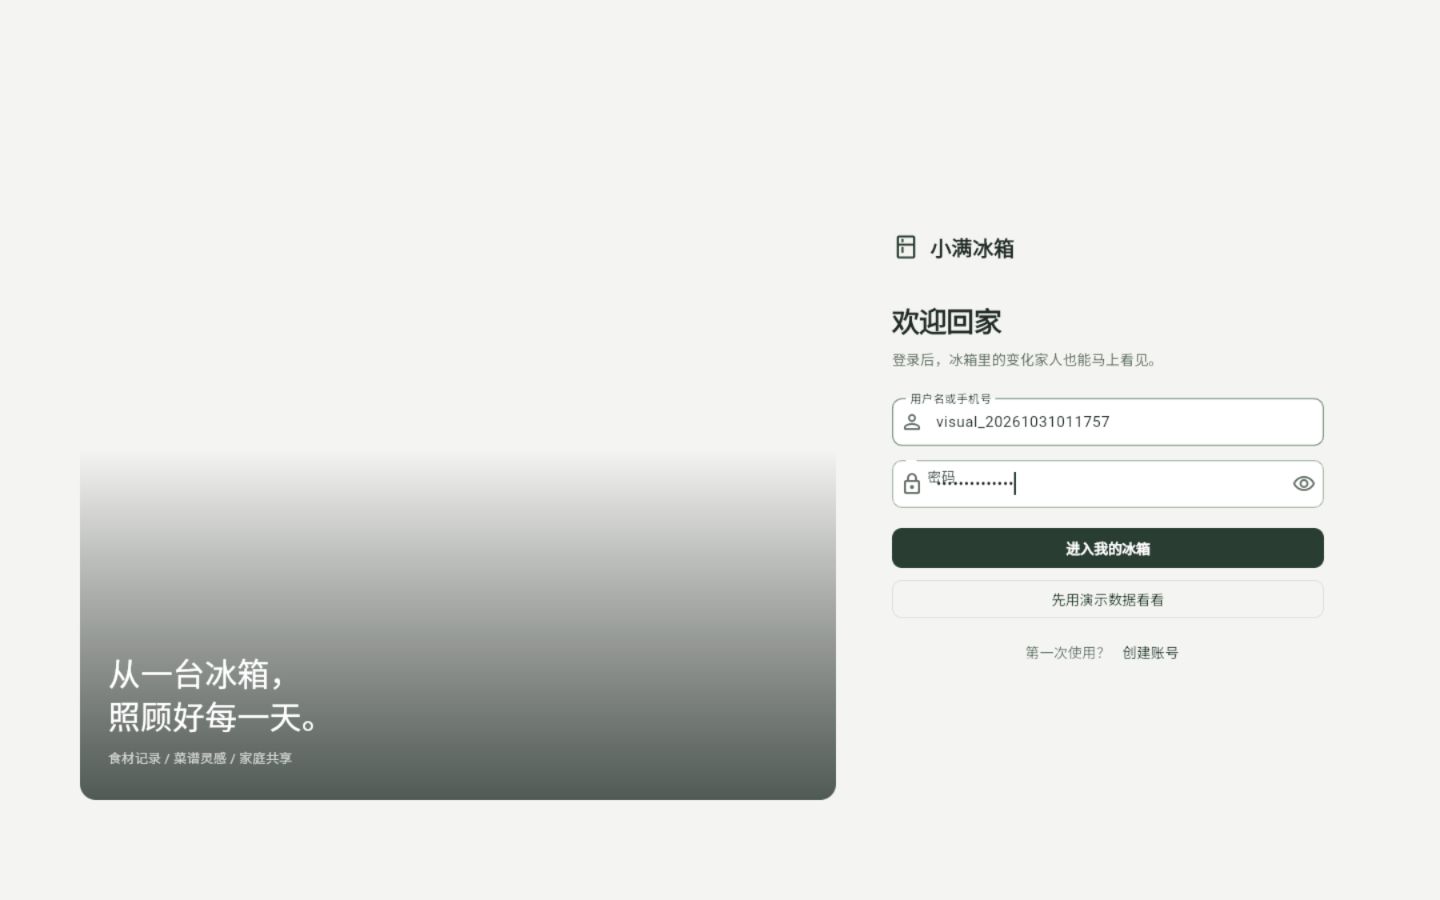 小满冰箱
欢迎回家
登录后，冰箱里的变化家人也能马上看见。
用户名或手机号
visual_20261031011757
密码
进入我的冰箱
先用演示数据看看
第一次使用？ 创建账号
从一台冰箱，
照顾好每一天。
食材记录 / 菜谱灵感 / 家庭共享